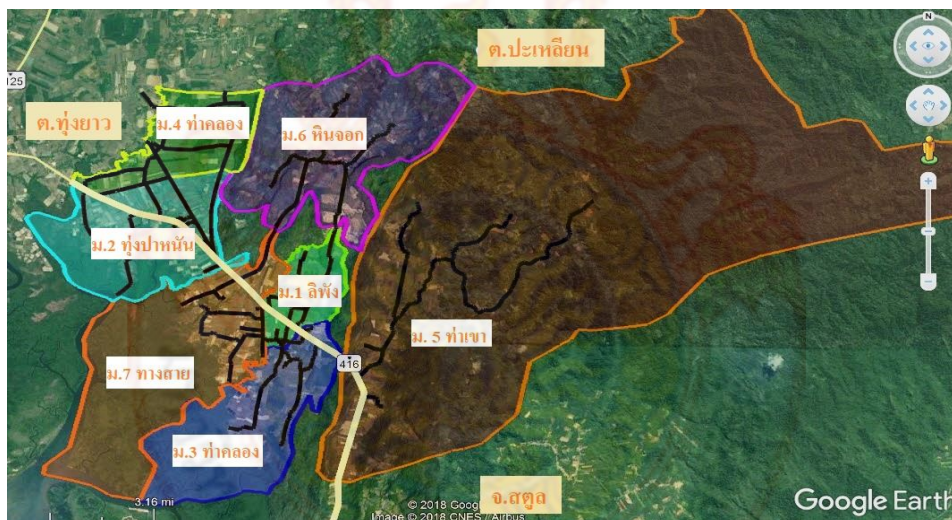 ต.ปะเหลียน
N
125
ต.ทุ่งยาว
ม.4 ท่าคลอง
ม.6 หินจอก
ม.2 ทุ่งปาหนัน
ม.1 ลิพัง
ม. 5 ท่าเขา
416
ม.7 ทางสาย
ม.3 ท่าคลอง
จ.สตูล
3.16 mi
© 2018 Google
Image © 2018 CNES / Airbus
Google Earth